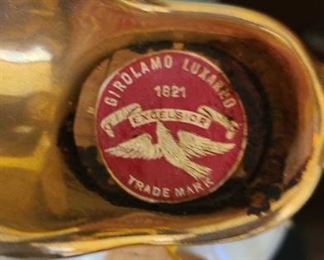 GIROLAMO LUXARDO
1821
EXCELSIOR
TRADE MARK